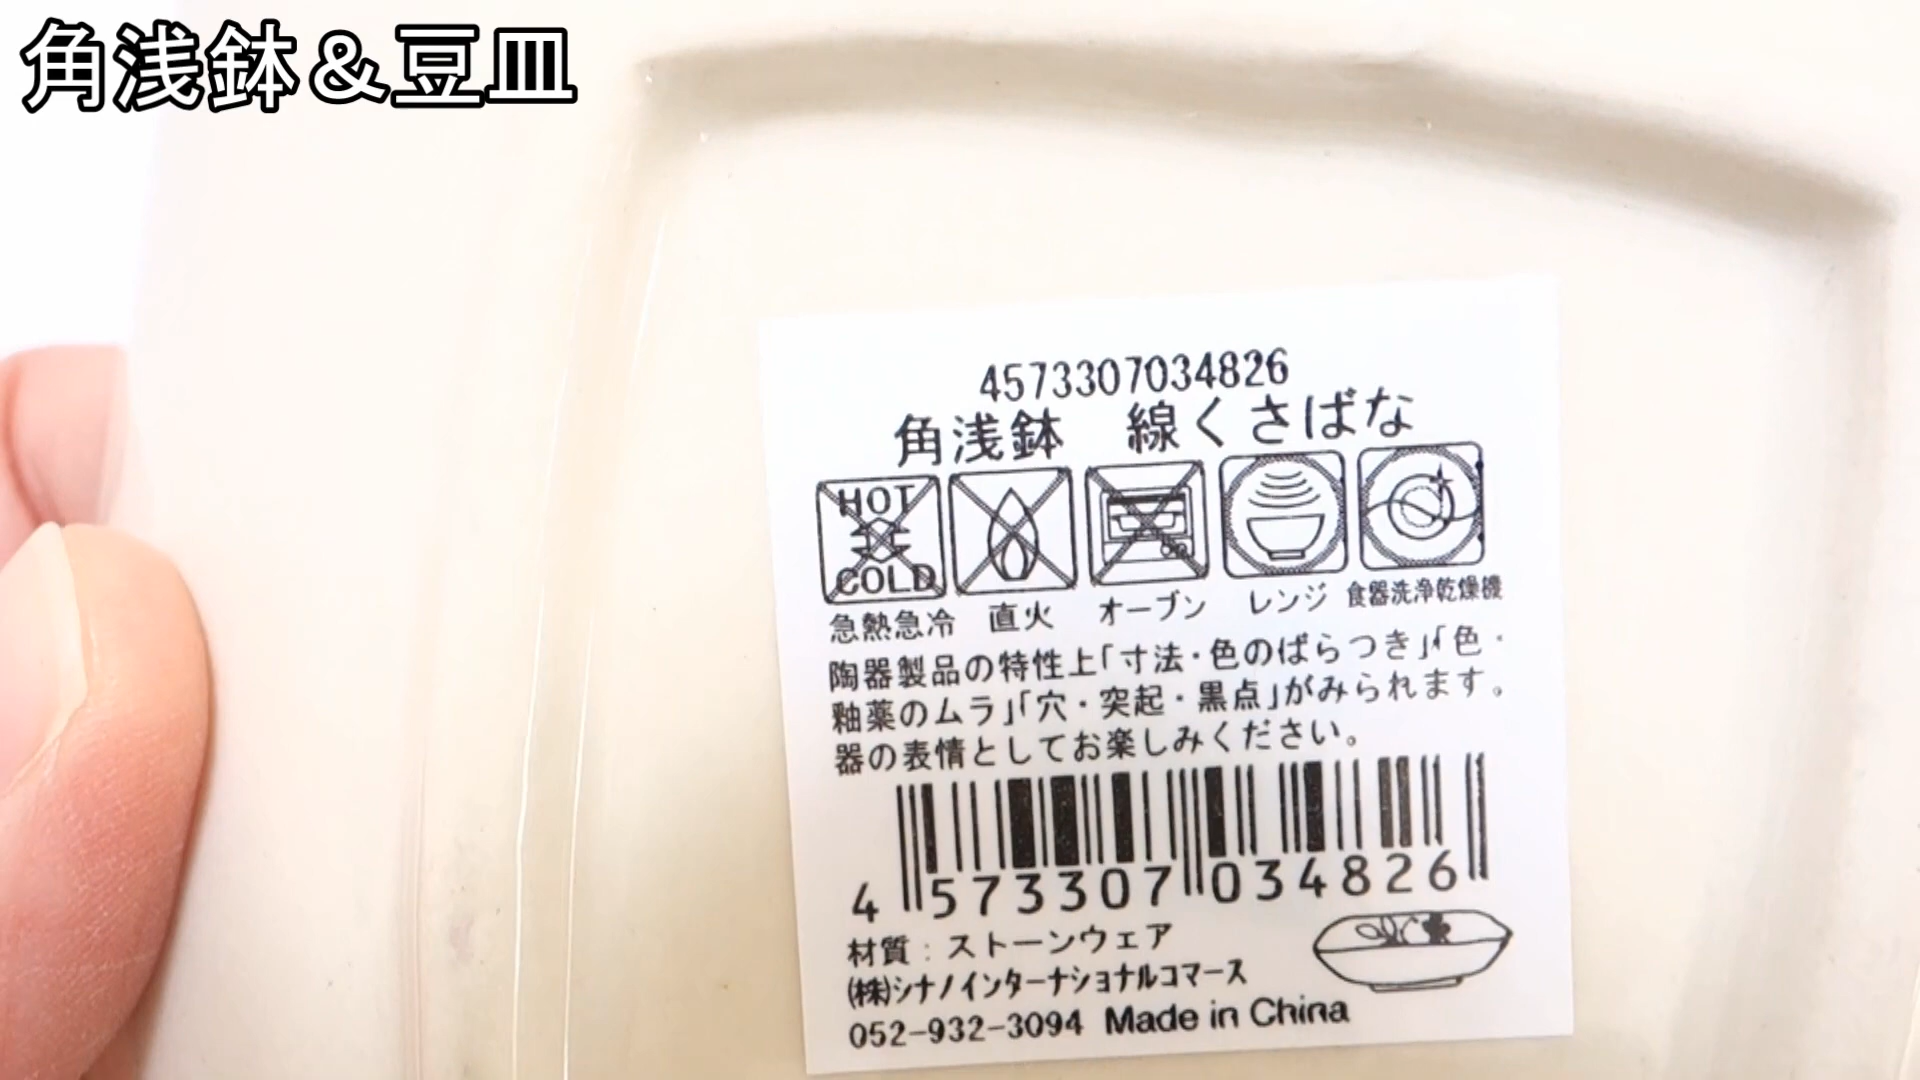 角浅鉢&豆皿
4573307034826
角浅鉢　線くさばな
HOT
COLD
急熱急冷 直火 オーブン レンジ 食器洗浄乾燥機
陶器製品の特性上「寸法・色のばらつき」「色・
釉薬のムラ」「穴・突起・黒点」がみられます。
器の表情としてお楽しみください。
4 573307 034826
材質：ストーンウェア
(株)シナノインターナショナルコマース
052-932-3094 Made in China